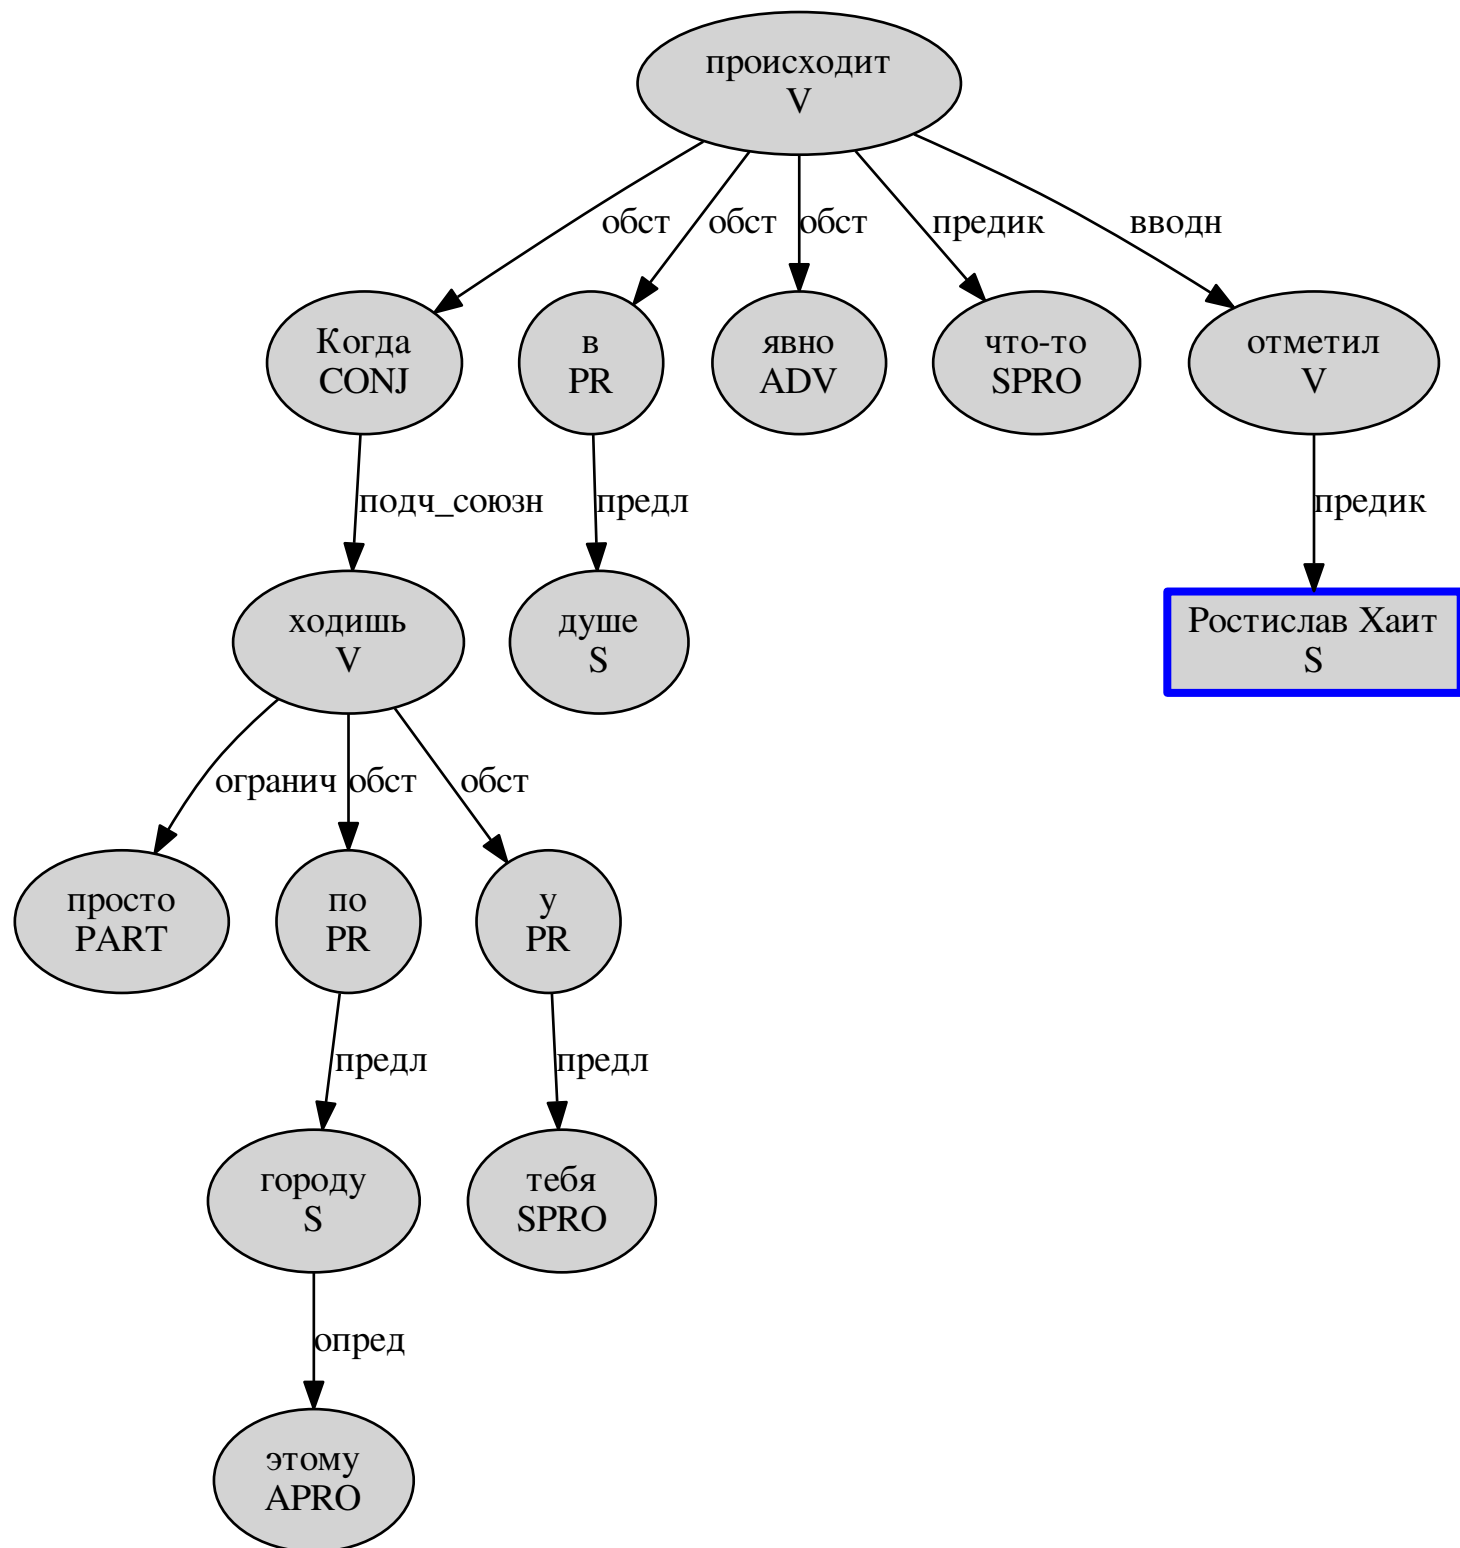 происходит
V
обст
обст
обст
предик
вводн
Когда
CONJ
в
PR
явно
ADV
что-то
SPRO
отметил
V
подч_союзн
предл
предик
ходишь
V
душе
S
Ростислав Хаит
S
огранич
обст
обст
просто
PART
по
PR
у
PR
предл
предл
городу
S
тебя
SPRO
опред
этому
APRO